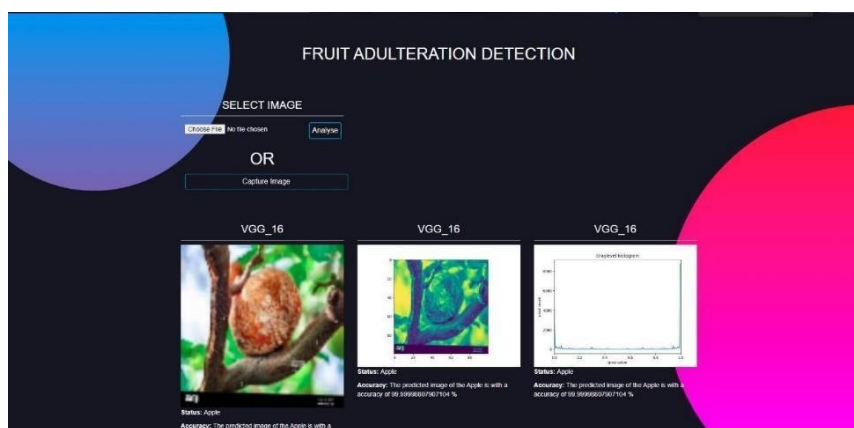 FRUIT ADULTERATION DETECTION
SELECT IMAGE
Choose File No file chosen
Analyse
OR
Capture Image
VGG_16
VGG_16
VGG_16
Graylevel histogram
Status: Apple
Accuracy: The predicted image of the Apple is with a
Status: Apple
Accuracy: The predicted image of the Apple is with a
accuracy of 99.99998807907104 %
Status: Apple
Accuracy: The predicted image of the Apple is with a
accuracy of 99.99998807907104 %